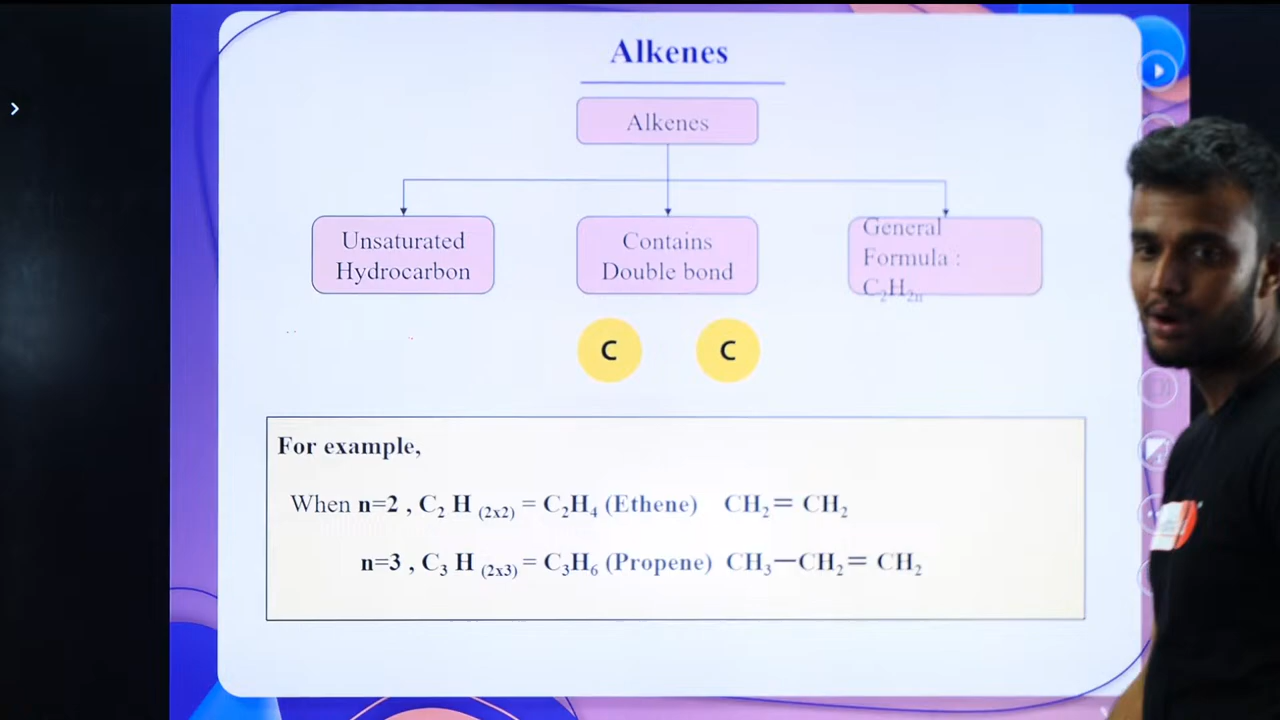 Alkenes
Alkenes
Unsaturated
Hydrocarbon
Contains
Double bond
General
Formula :
C₂H₂ₙ
C
C
For example,
When n=2 , C₂ H ₍₂ₓ₂₎ = C₂H₄ (Ethene) CH₂= CH₂
n=3 , C₃ H ₍₂ₓ₃₎ = C₃H₆ (Propene) CH₃—CH₂= CH₂